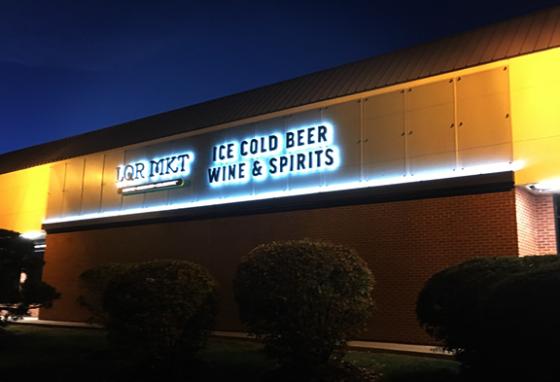 LQR MKT
ICE COLD BEER
WINE & SPIRITS